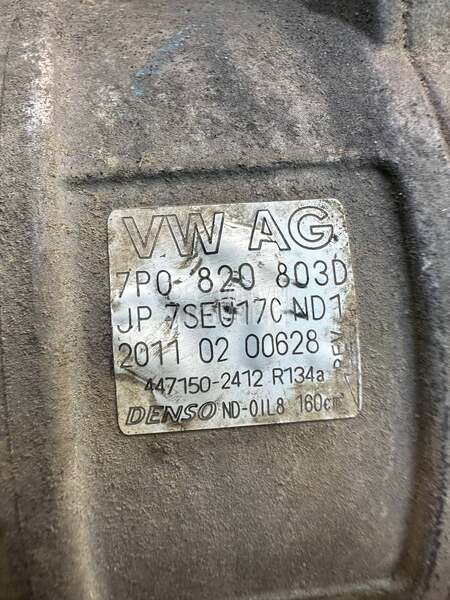 VW AG
7P0 820 803D
JP 7SEU17C ND1
2011 02 00628
447150-2412 R134a
DENSO ND-OIL8 160cm³